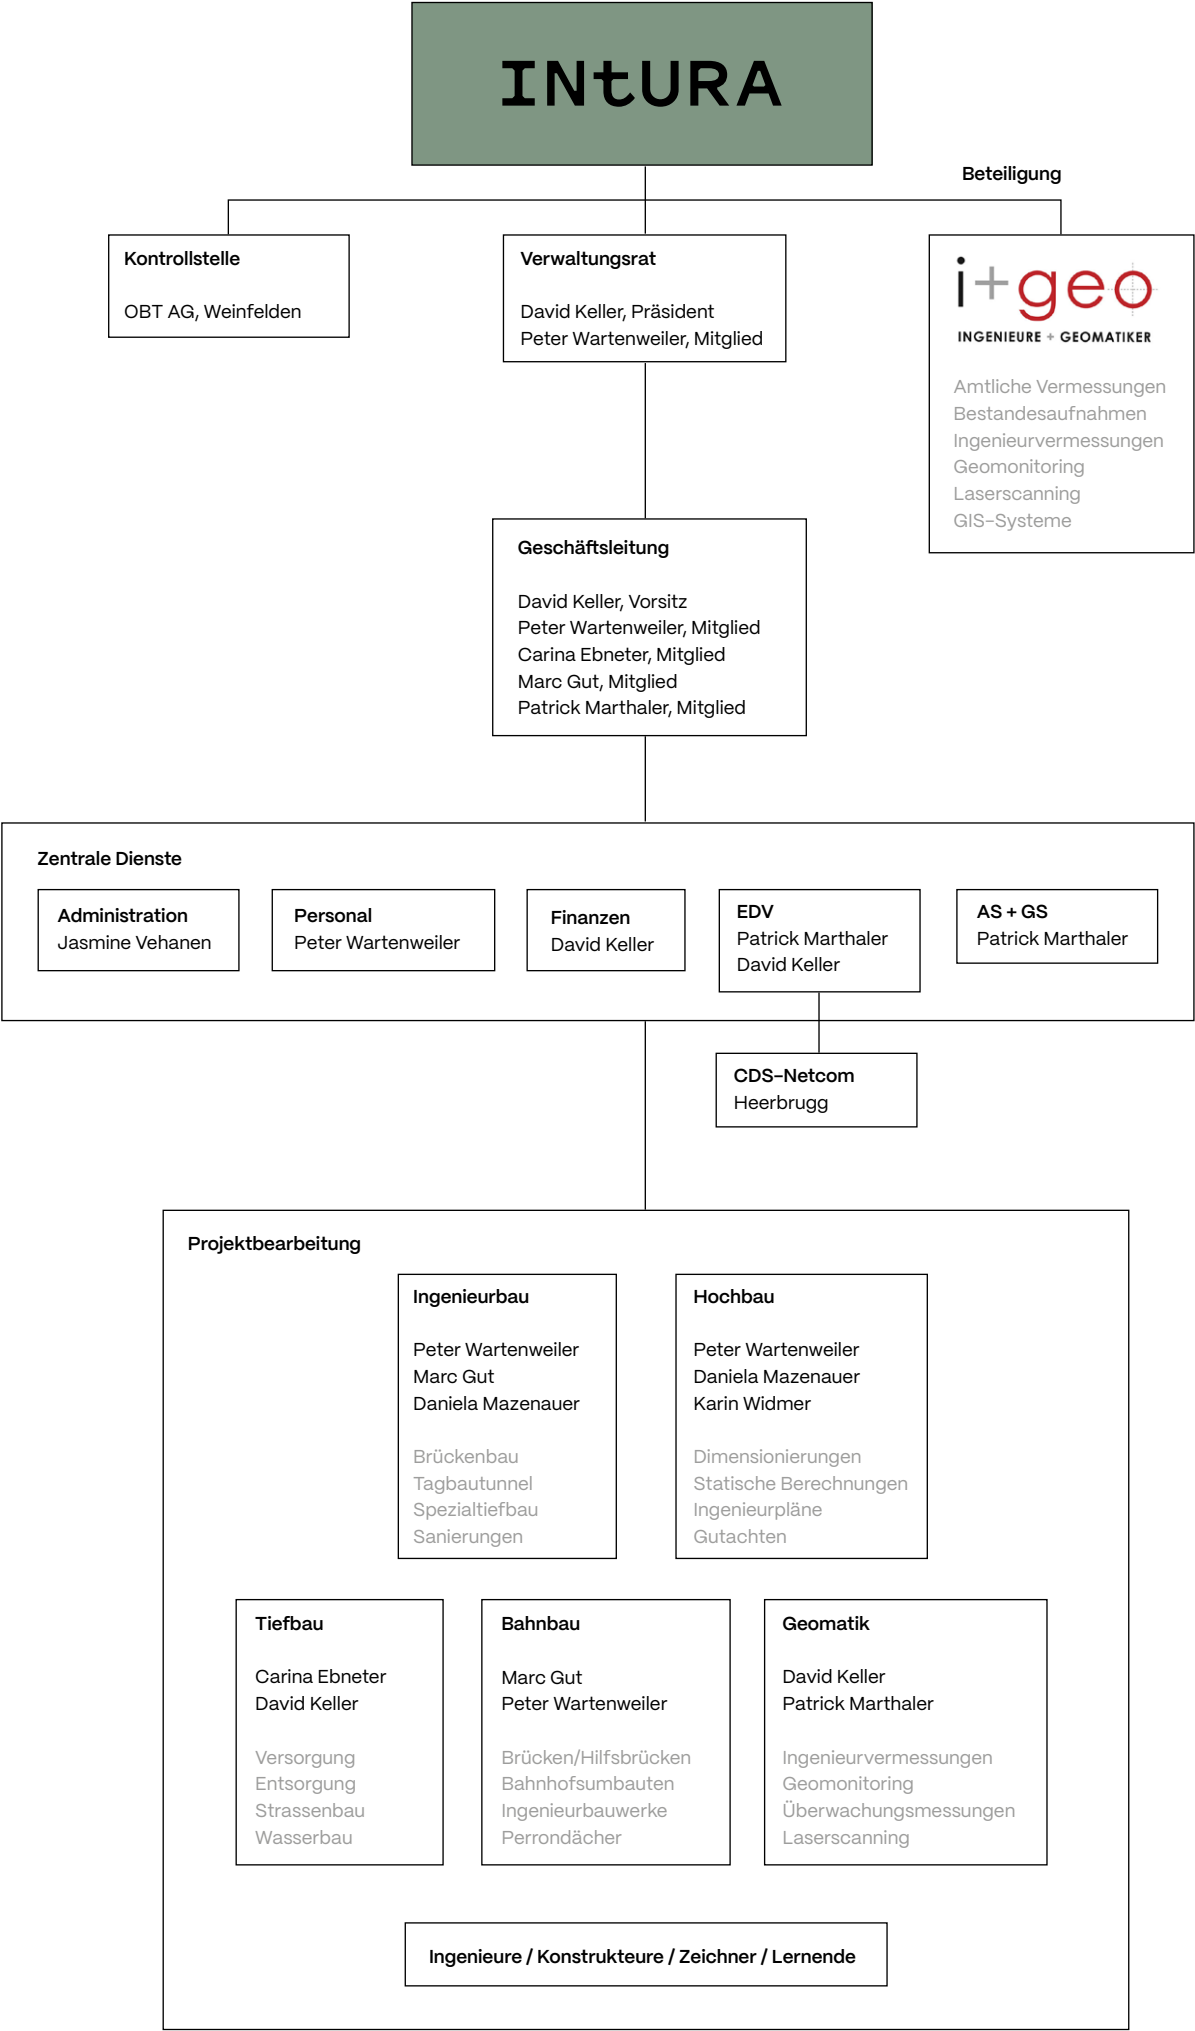 INtURA
Beteiligung
Kontrollstelle
OBT AG, Weinfelden
Verwaltungsrat
David Keller, Präsident
Peter Wartenweiler, Mitglied
i+geo
INGENIEURE + GEOMATIKER
Amtliche Vermessungen
Bestandesaufnahmen
Ingenieurvermessungen
Geomonitoring
Laserscanning
GIS-Systeme
Geschäftsleitung
David Keller, Vorsitz
Peter Wartenweiler, Mitglied
Carina Ebneter, Mitglied
Marc Gut, Mitglied
Patrick Marthaler, Mitglied
Zentrale Dienste
Administration
Jasmine Vehanen
Personal
Peter Wartenweiler
Finanzen
David Keller
EDV
Patrick Marthaler
David Keller
AS + GS
Patrick Marthaler
CDS-Netcom
Heerbrugg
Projektbearbeitung
Ingenieurbau
Peter Wartenweiler
Marc Gut
Daniela Mazenauer
Brückenbau
Tagbautunnel
Spezialtiefbau
Sanierungen
Hochbau
Peter Wartenweiler
Daniela Mazenauer
Karin Widmer
Dimensionierungen
Statische Berechnungen
Ingenieurpläne
Gutachten
Tiefbau
Carina Ebneter
David Keller
Versorgung
Entsorgung
Strassenbau
Wasserbau
Bahnbau
Marc Gut
Peter Wartenweiler
Brücken/Hilfsbrücken
Bahnhofsumbauten
Ingenieurbauwerke
Perrondächer
Geomatik
David Keller
Patrick Marthaler
Ingenieurvermessungen
Geomonitoring
Überwachungsmessungen
Laserscanning
Ingenieure / Konstrukteure / Zeichner / Lernende